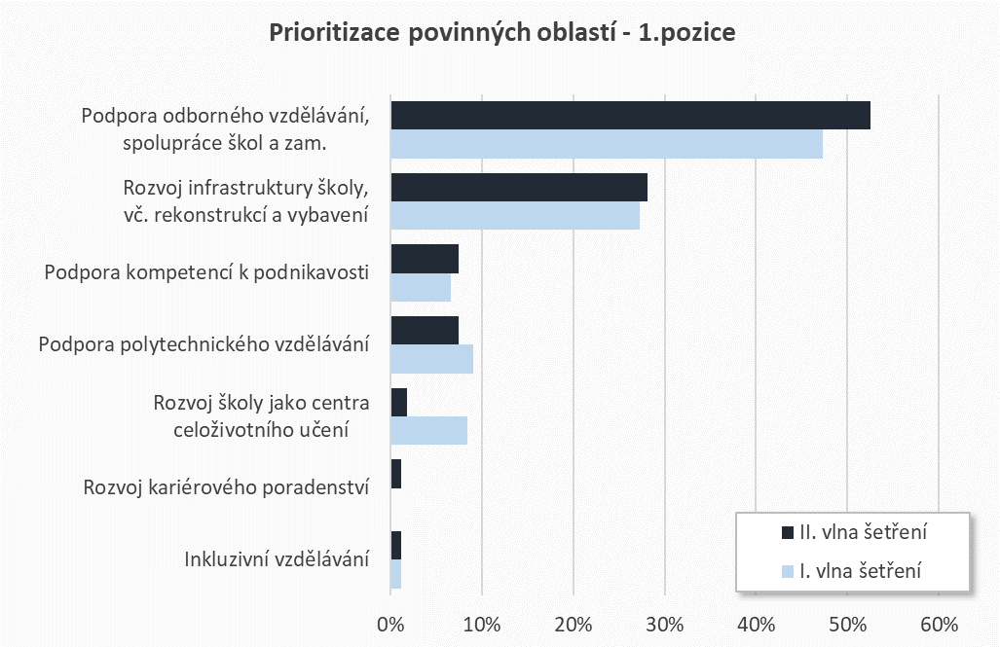 Prioritizace povinných oblastí - 1.pozice
Podpora odborného vzdělávání,
spolupráce škol a zam.
Rozvoj infrastruktury školy,
vč. rekonstrukcí a vybavení
Podpora kompetencí k podnikavosti
Podpora polytechnického vzdělávání
Rozvoj školy jako centra
celoživotního učení
Rozvoj kariérového poradenství
Inkluzivní vzdělávání
II. vlna šetření
I. vlna šetření
0% 10% 20% 30% 40% 50% 60%